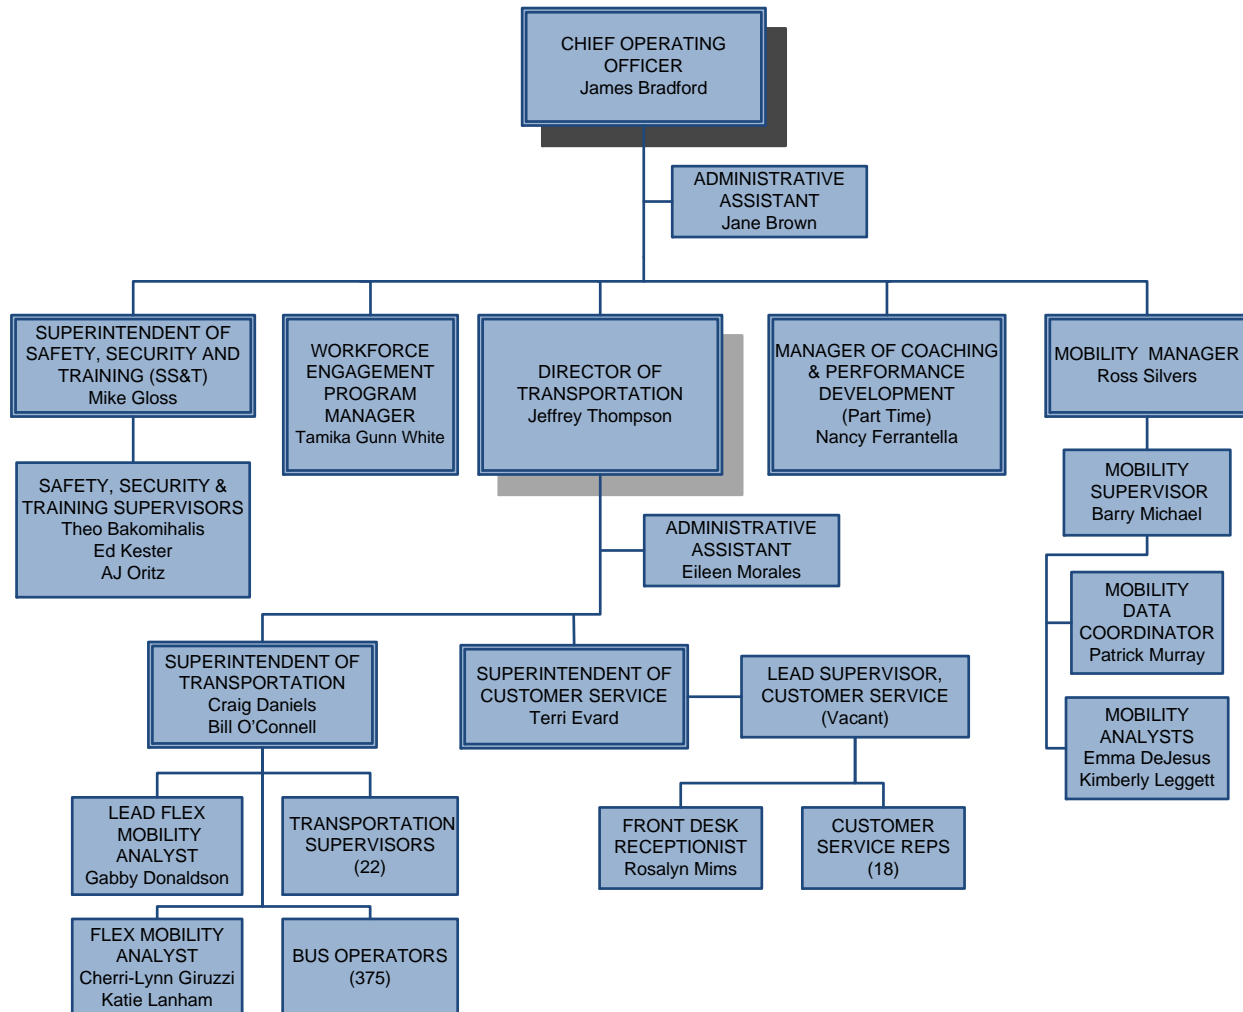 CHIEF OPERATING
OFFICER
James Bradford
ADMINISTRATIVE
ASSISTANT
Jane Brown
SUPERINTENDENT OF
SAFETY, SECURITY AND
TRAINING (SS&T)
Mike Gloss
WORKFORCE
ENGAGEMENT
PROGRAM
MANAGER
Tamika Gunn White
DIRECTOR OF
TRANSPORTATION
Jeffrey Thompson
MANAGER OF COACHING
& PERFORMANCE
DEVELOPMENT
(Part Time)
Nancy Ferrantella
MOBILITY MANAGER
Ross Silvers
SAFETY, SECURITY &
TRAINING SUPERVISORS
Theo Bakomihalis
Ed Kester
AJ Oritz
MOBILITY
SUPERVISOR
Barry Michael
ADMINISTRATIVE
ASSISTANT
Eileen Morales
MOBILITY
DATA
COORDINATOR
Patrick Murray
SUPERINTENDENT OF
TRANSPORTATION
Craig Daniels
Bill O’Connell
SUPERINTENDENT OF
CUSTOMER SERVICE
Terri Evard
LEAD SUPERVISOR,
CUSTOMER SERVICE
(Vacant)
MOBILITY
ANALYSTS
Emma DeJesus
Kimberly Leggett
LEAD FLEX
MOBILITY
ANALYST
Gabby Donaldson
TRANSPORTATION
SUPERVISORS
(22)
FRONT DESK
RECEPTIONIST
Rosalyn Mims
CUSTOMER
SERVICE REPS
(18)
FLEX MOBILITY
ANALYST
Cherri-Lynn Giruzzi
Katie Lanham
BUS OPERATORS
(375)